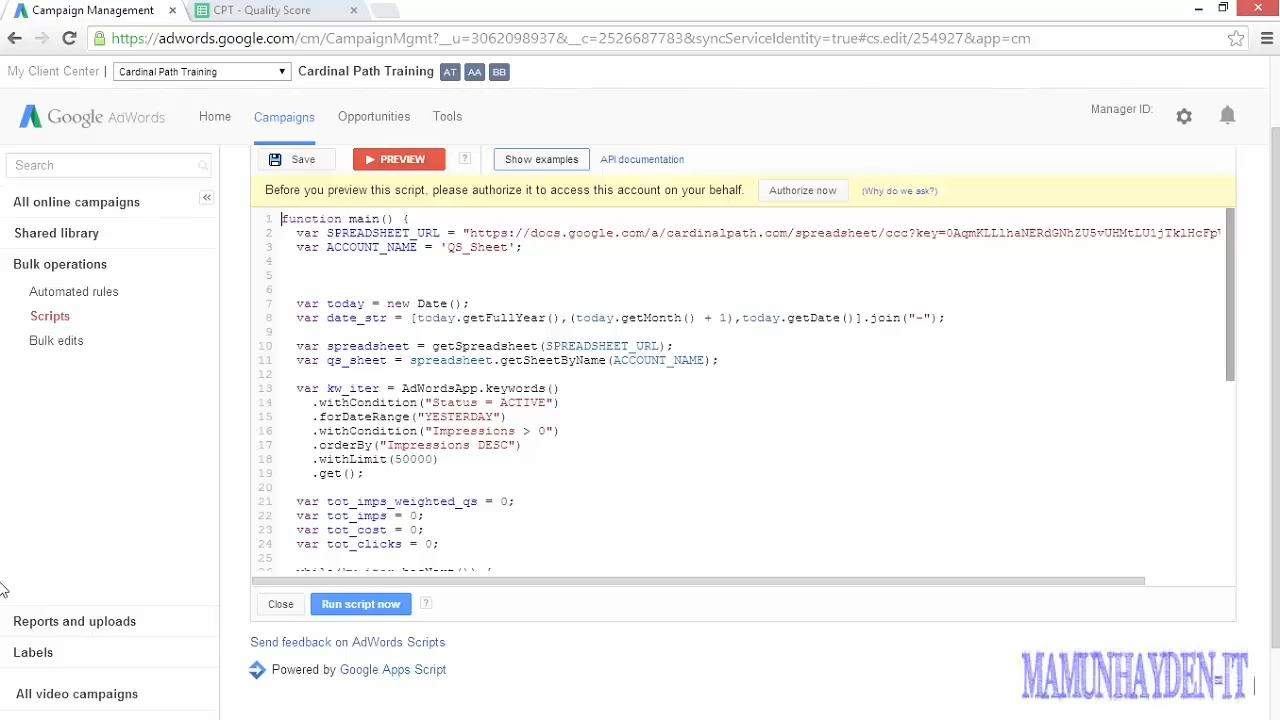 Campaign Management
CPT - Quality Score
https://adwords.google.com/cm/CampaignMgmt?__u=3062098937&__c=2526687783&syncServiceIdentity=true#cs.edit/254927&app=cm
My Client Center | Cardinal Path Training Cardinal Path Training AT AA BB
Google AdWords Home Campaigns Opportunities Tools Manager ID:
Search
All online campaigns
Shared library
Bulk operations
Automated rules
Scripts
Bulk edits
Reports and uploads
Labels
All video campaigns
Save PREVIEW ? Show examples API documentation
Before you preview this script, please authorize it to access this account on your behalf. Authorize now (Why do we ask?)
1 function main() {
2 var SPREADSHEET_URL = "https://docs.google.com/a/cardinalpath.com/spreadsheet/ccc?key=
3 var ACCOUNT_NAME = 'QS_Sheet';
4
5
6
7 var today = new Date();
8 var date_str = [today.getFullYear(),(today.getMonth() + 1),today.getDate()].join("-");
9
10 var spreadsheet = getSpreadsheet(SPREADSHEET_URL);
11 var qs_sheet = spreadsheet.getSheetByName(ACCOUNT_NAME);
12
13 var kw_iter = AdWordsApp.keywords()
14 .withCondition("Status = ACTIVE")
15 .forDateRange("YESTERDAY")
16 .withCondition("Impressions > 0")
17 .orderBy("Impressions DESC")
18 .withLimit(50000)
19 .get();
20
21 var tot_imps_weighted_qs = 0;
22 var tot_imps = 0;
23 var tot_cost = 0;
24 var tot_clicks = 0;
25
Close Run script now ?
Send feedback on AdWords Scripts
Powered by Google Apps Script
MAMUNHAYDEN-IT